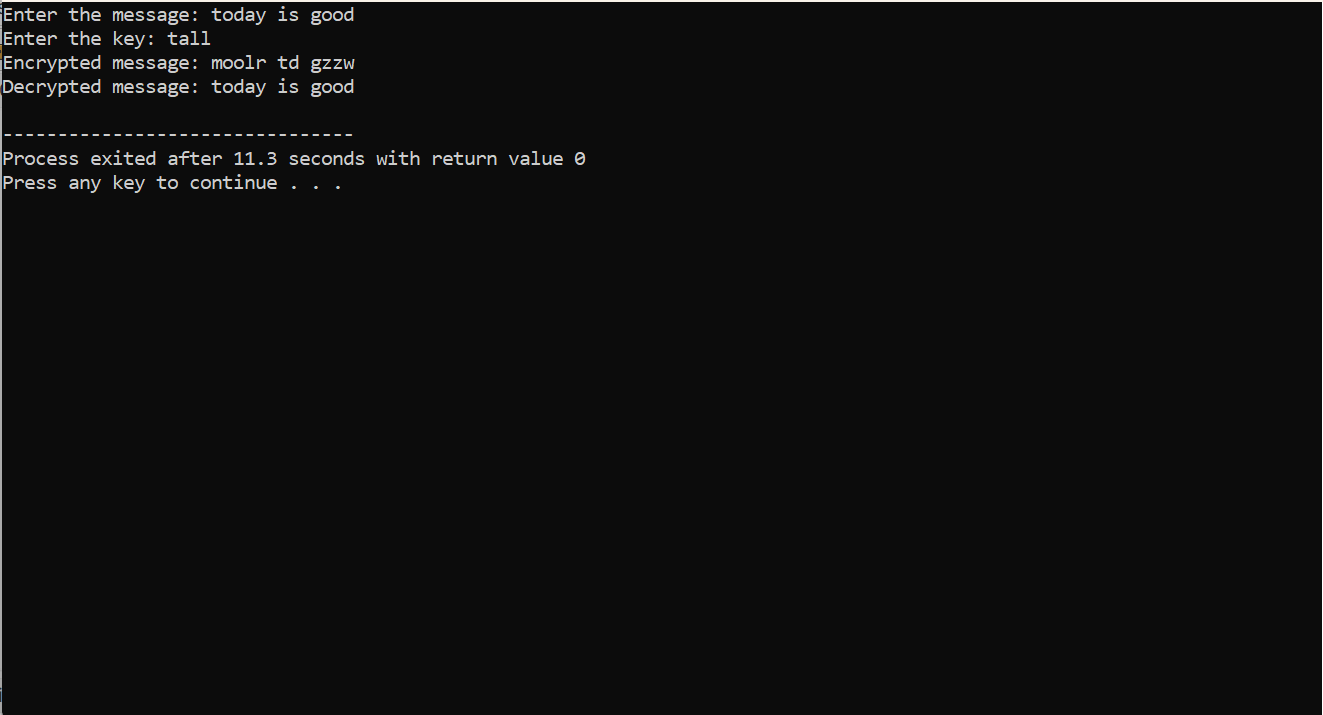 Enter the message: today is good
Enter the key: tall
Encrypted message: moolr td gzzw
Decrypted message: today is good
--------------------------------
Process exited after 11.3 seconds with return value 0
Press any key to continue . . .